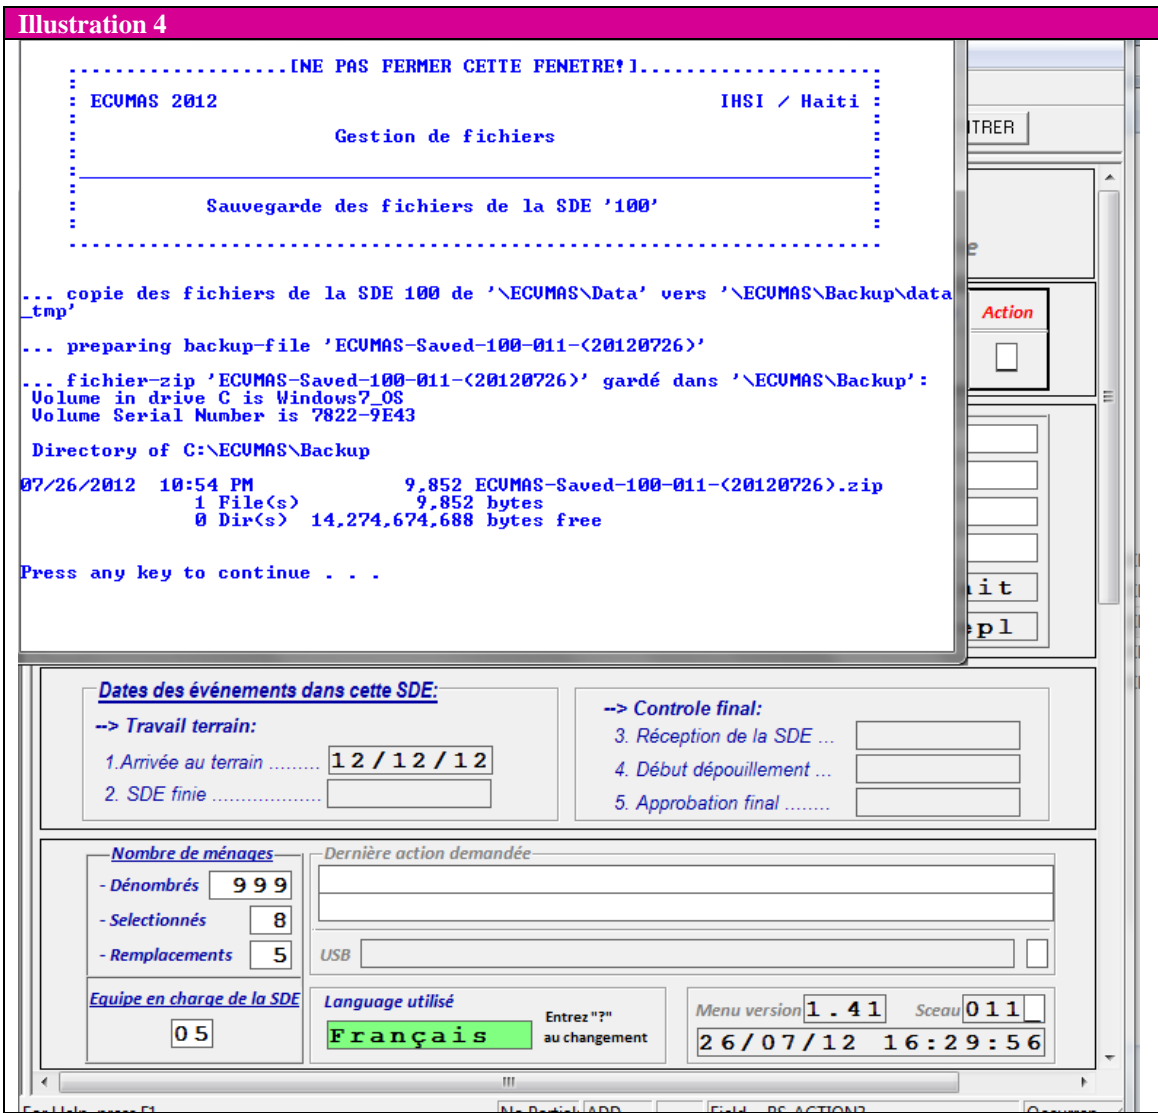 Illustration 4
...................[NE PAS FERMER CETTE FENETRE!].....................
ECVMAS 2012 IHSI / Haiti
Gestion de fichiers
Sauvegarde des fichiers de la SDE '100'
... copie des fichiers de la SDE 100 de '\ECVMAS\Data' vers '\ECVMAS\Backup\data
_tmp'
... preparing backup-file 'ECVMAS-Saved-100-011-(20120726)'
... fichier-zip 'ECVMAS-Saved-100-011-(20120726)' gardé dans '\ECVMAS\Backup':
Volume in drive C is Windows7_OS
Volume Serial Number is 7822-9E43
Directory of C:\ECVMAS\Backup
07/26/2012 10:54 PM 9,852 ECVMAS-Saved-100-011-(20120726).zip
1 File(s) 9,852 bytes
0 Dir(s) 14,274,674,688 bytes free
Press any key to continue . . .
TRER
Action
ait
epl
Dates des événements dans cette SDE:
--> Travail terrain:
1.Arrivée au terrain ......... 12/12/12
2. SDE finie ...................
--> Controle final:
3. Réception de la SDE ...
4. Début dépouillement ...
5. Approbation final ........
Nombre de ménages
- Dénombrés 999
- Selectionnés 8
- Remplacements 5
Dernière action demandée
USB
Equipe en charge de la SDE
05
Language utilisé
Français
Entrez "?"
au changement
Menu version 1.41 Sceau 011_
26/07/12 16:29:56
For Help, press F1